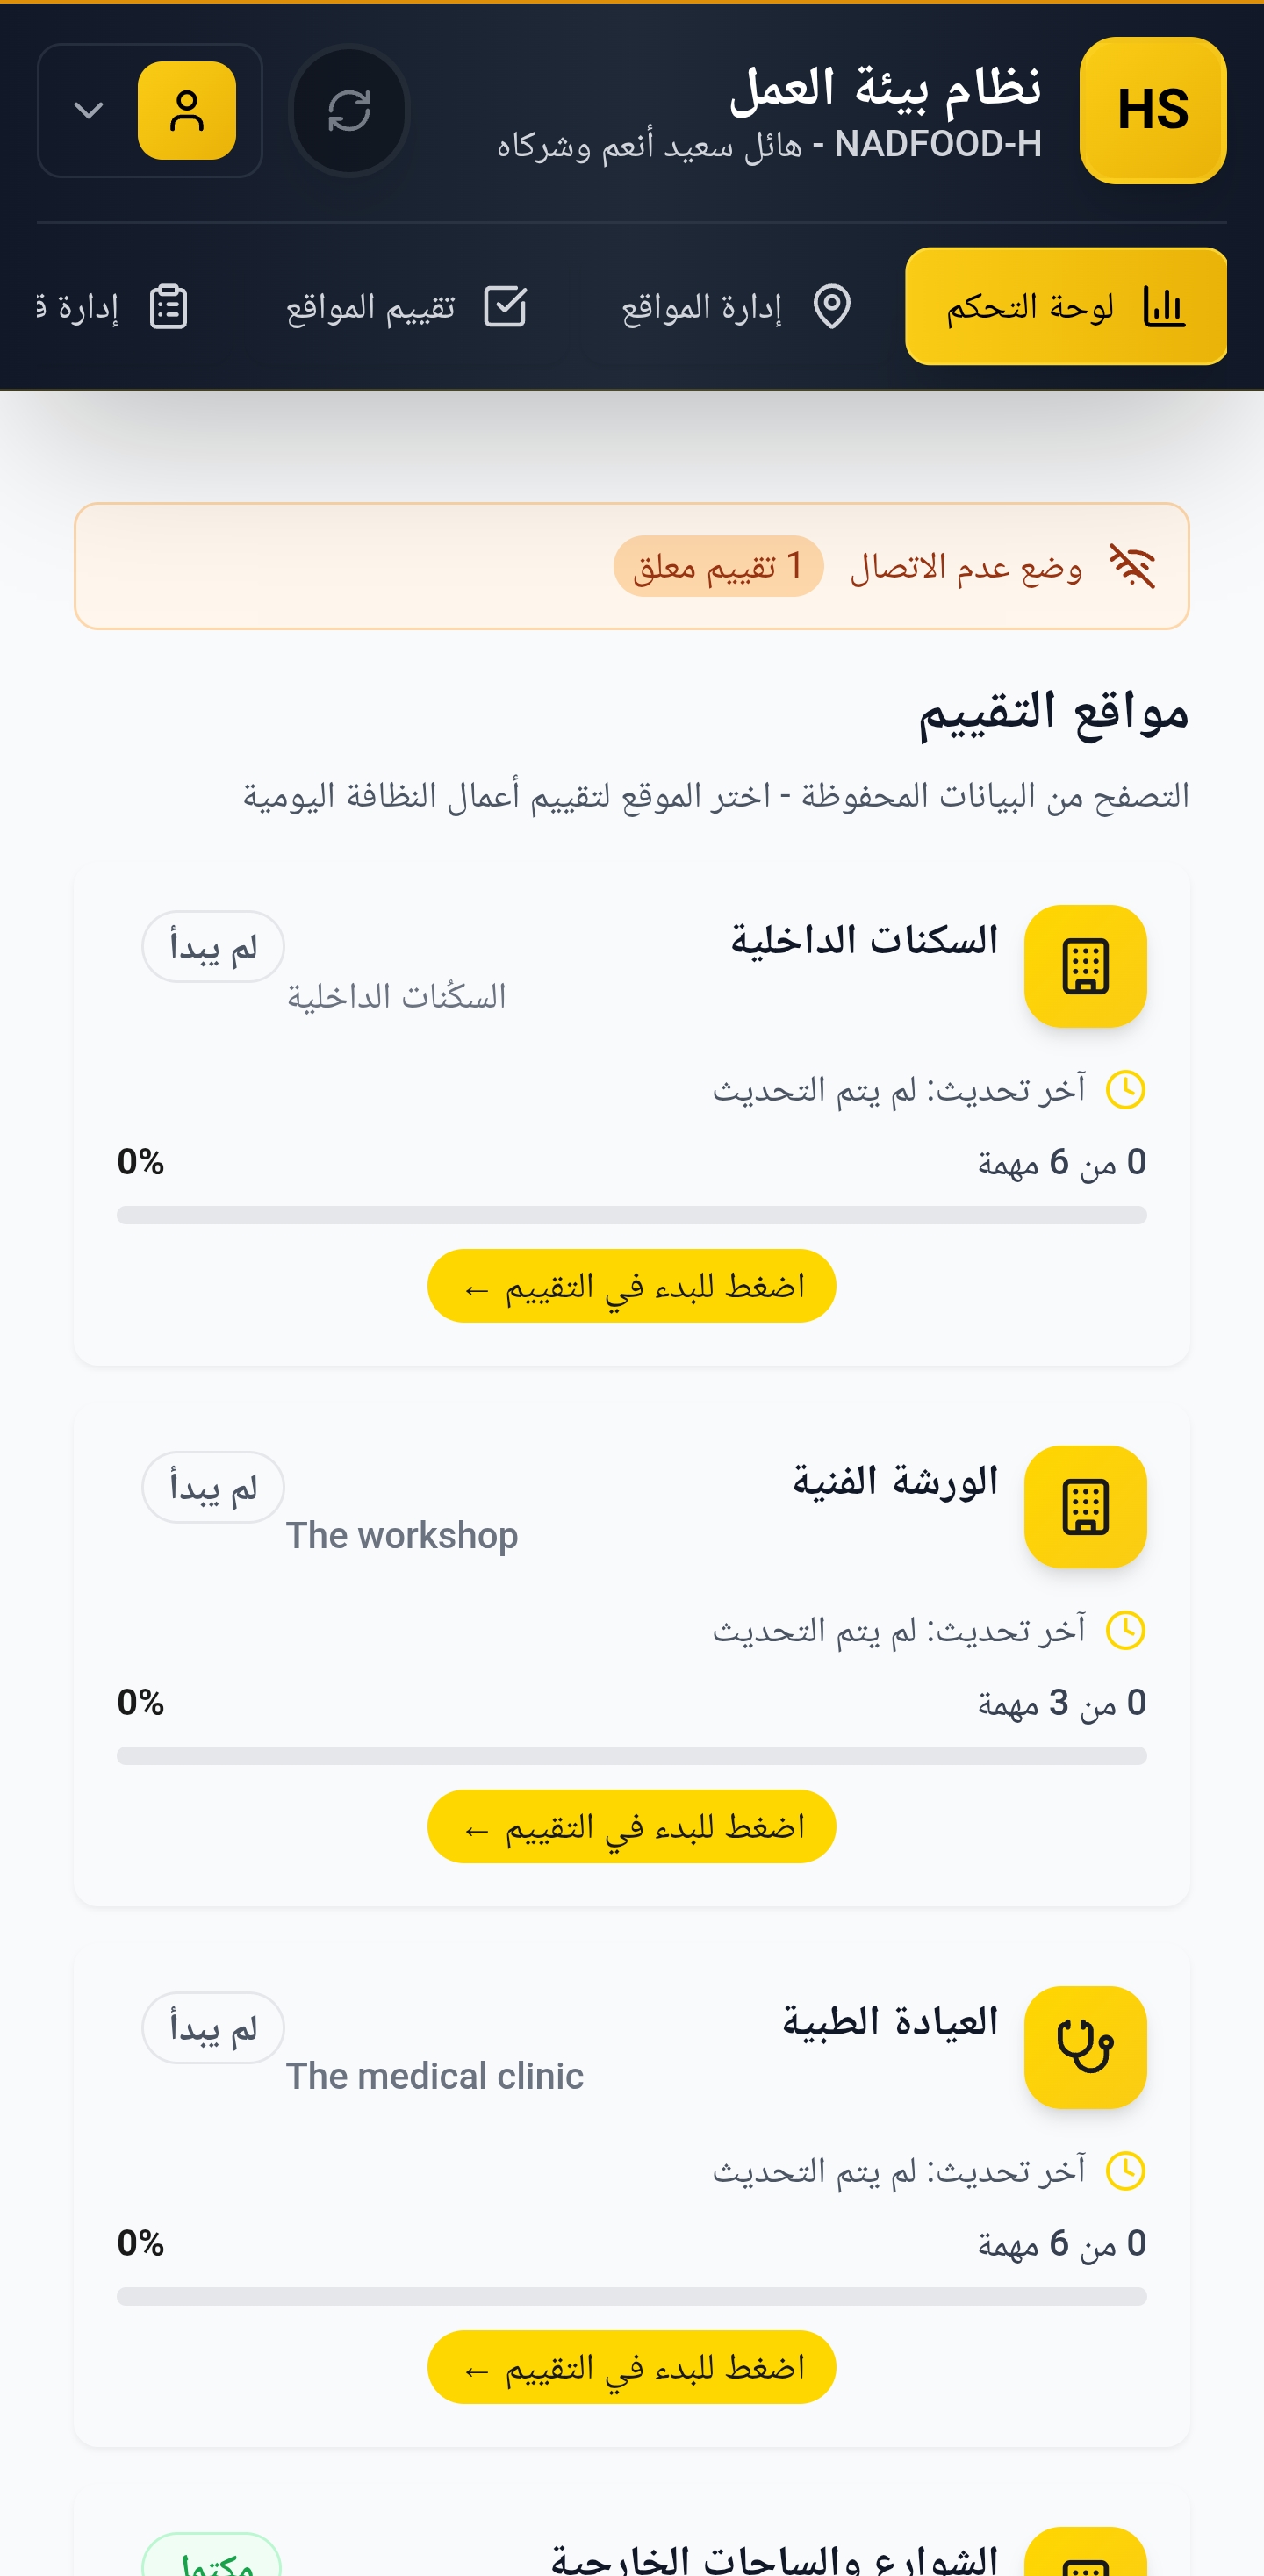 HS
نظام بيئة العمل
NADFOOD-H - هائل سعيد أنعم وشركاه
لوحة التحكم
إدارة المواقع
تقييم المواقع
إدارة
وضع عدم الاتصال
1 تقييم معلق
مواقع التقييم
التصفح من البيانات المحفوظة - اختر الموقع لتقييم أعمال النظافة اليومية
السكنات الداخلية
لم يبدأ
السكُنات الداخلية
آخر تحديث: لم يتم التحديث
0 من 6 مهمة
0%
اضغط للبدء في التقييم ←
الورشة الفنية
لم يبدأ
The workshop
آخر تحديث: لم يتم التحديث
0 من 3 مهمة
0%
اضغط للبدء في التقييم ←
العيادة الطبية
لم يبدأ
The medical clinic
آخر تحديث: لم يتم التحديث
0 من 6 مهمة
0%
اضغط للبدء في التقييم ←
الشوارع والساحات الخارجية
مكتمل